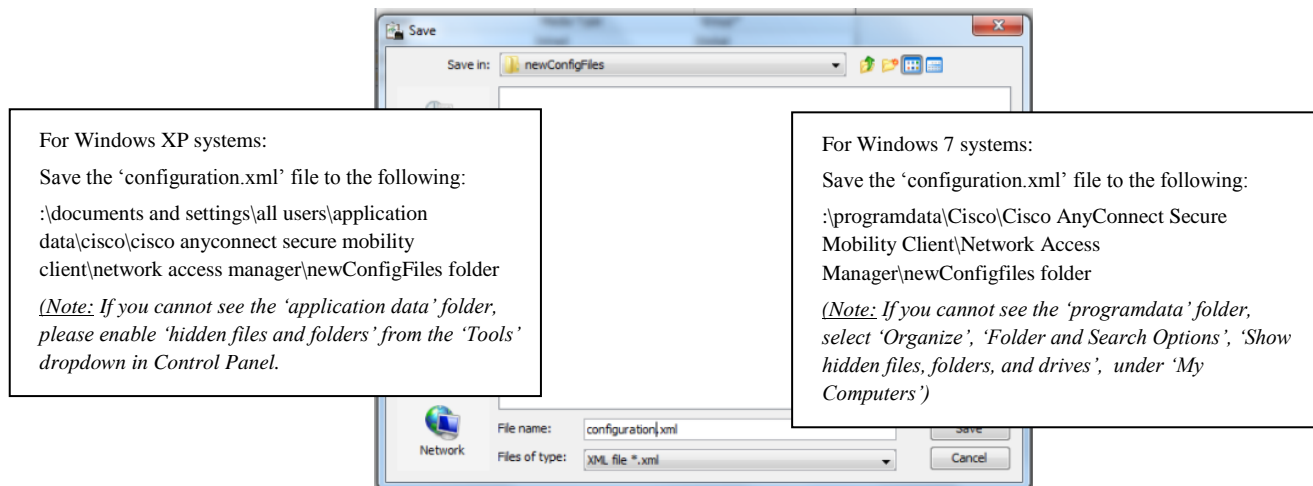 Save
Save in:
newConfigFiles
For Windows XP systems:
Save the ‘configuration.xml’ file to the following:
:\documents and settings\all users\application
data\cisco\cisco anyconnect secure mobility
client\network access manager\newConfigFiles folder
(Note: If you cannot see the ‘application data’ folder,
please enable ‘hidden files and folders’ from the ‘Tools’
dropdown in Control Panel.
For Windows 7 systems:
Save the ‘configuration.xml’ file to the following:
:\programdata\Cisco\Cisco AnyConnect Secure
Mobility Client\Network Access
Manager\newConfigfiles folder
(Note: If you cannot see the ‘programdata’ folder,
select ‘Organize’, ‘Folder and Search Options’, ‘Show
hidden files, folders, and drives’, under ‘My
Computers’)
File name:
configuration.xml
Save
Network
Files of type:
XML file *.xml
Cancel